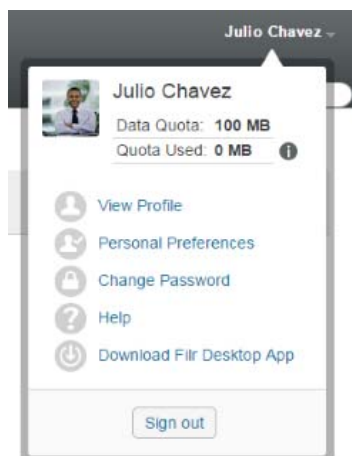 Julio Chavez
Julio Chavez
Data Quota: 100 MB
Quota Used: 0 MB
View Profile
Personal Preferences
Change Password
Help
Download Filr Desktop App
Sign out